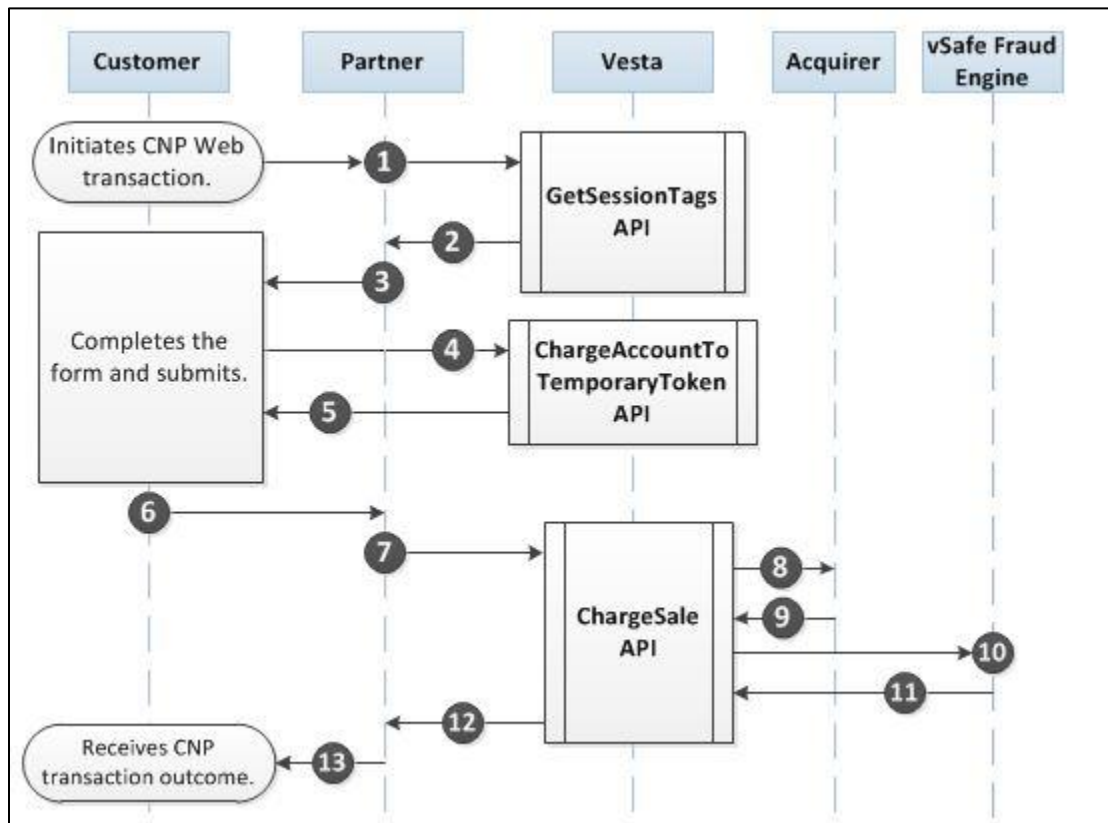 Customer
Partner
Vesta
Acquirer
vSafe Fraud
Engine
Initiates CNP Web
transaction.
1
GetSessionTags
API
2
3
Completes the
form and submits.
4
ChargeAccountTo
TemporaryToken
API
5
6
7
8
ChargeSale
API
9
10
11
12
Receives CNP
transaction outcome.
13